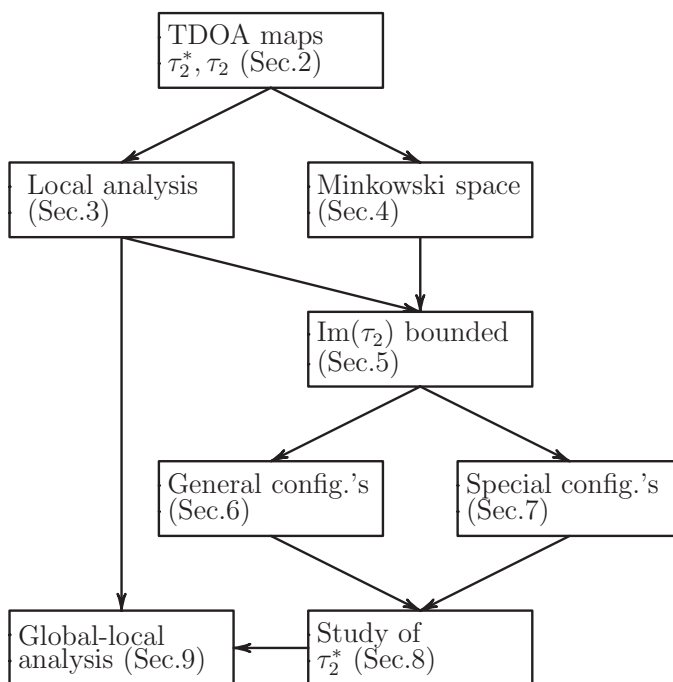 TDOA maps
τ₂*, τ₂ (Sec.2)
Local analysis
(Sec.3)
Minkowski space
(Sec.4)
Im(τ₂) bounded
(Sec.5)
General config.'s
(Sec.6)
Special config.'s
(Sec.7)
Global-local
analysis (Sec.9)
Study of
τ₂* (Sec.8)